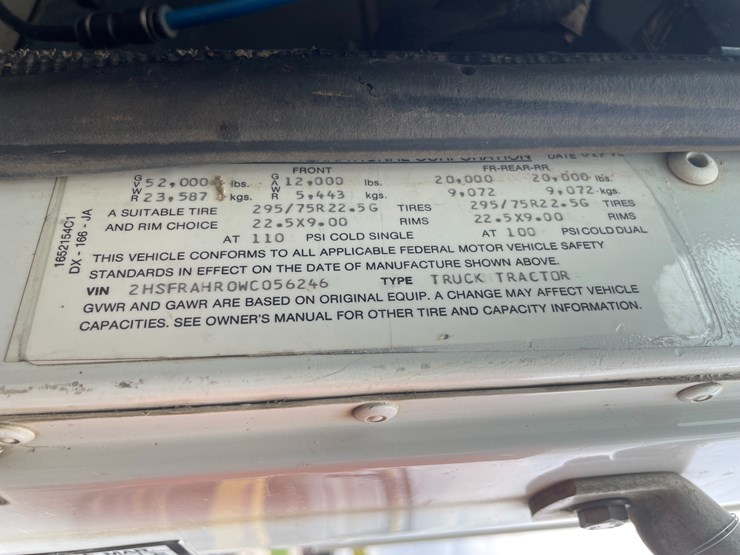 CORPORATION DATE
FRONT FR-REAR-RR
GVWR 52,000 lbs. GAWR 12,000 lbs. 20,000 20,000 lbs.
23,587 kgs. 5,443 kgs. 9,072 9,072 kgs.
A SUITABLE TIRE 295/75R22.5G TIRES 295/75R22.5G TIRES
AND RIM CHOICE 22.5X9.00 RIMS 22.5X9.00 RIMS
AT 110 PSI COLD SINGLE AT 100 PSI COLD DUAL
THIS VEHICLE CONFORMS TO ALL APPLICABLE FEDERAL MOTOR VEHICLE SAFETY
STANDARDS IN EFFECT ON THE DATE OF MANUFACTURE SHOWN ABOVE.
VIN 2HSFRAHR0WC056246 TYPE TRUCK TRACTOR
GVWR AND GAWR ARE BASED ON ORIGINAL EQUIP. A CHANGE MAY AFFECT VEHICLE
CAPACITIES. SEE OWNER'S MANUAL FOR OTHER TIRE AND CAPACITY INFORMATION.
1652154C1
DX - 166 - JA